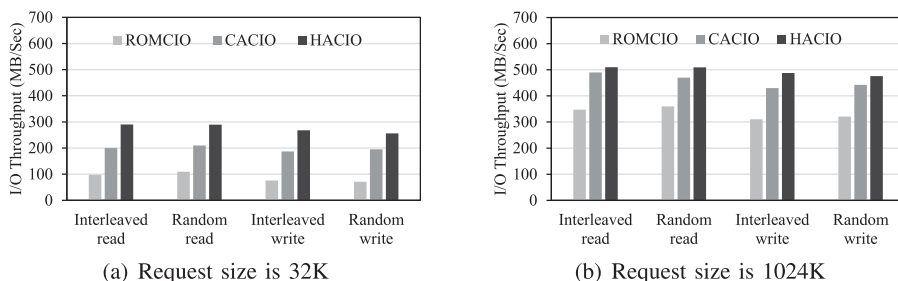 700
600
500
400
300
200
100
0
I/O Throughput (MB/Sec)
ROMCIO CACIO HACIO
Interleaved read
Random read
Interleaved write
Random write
(a) Request size is 32K
700
600
500
400
300
200
100
0
I/O Throughput (MB/Sec)
ROMCIO CACIO HACIO
Interleaved read
Random read
Interleaved write
Random write
(b) Request size is 1024K